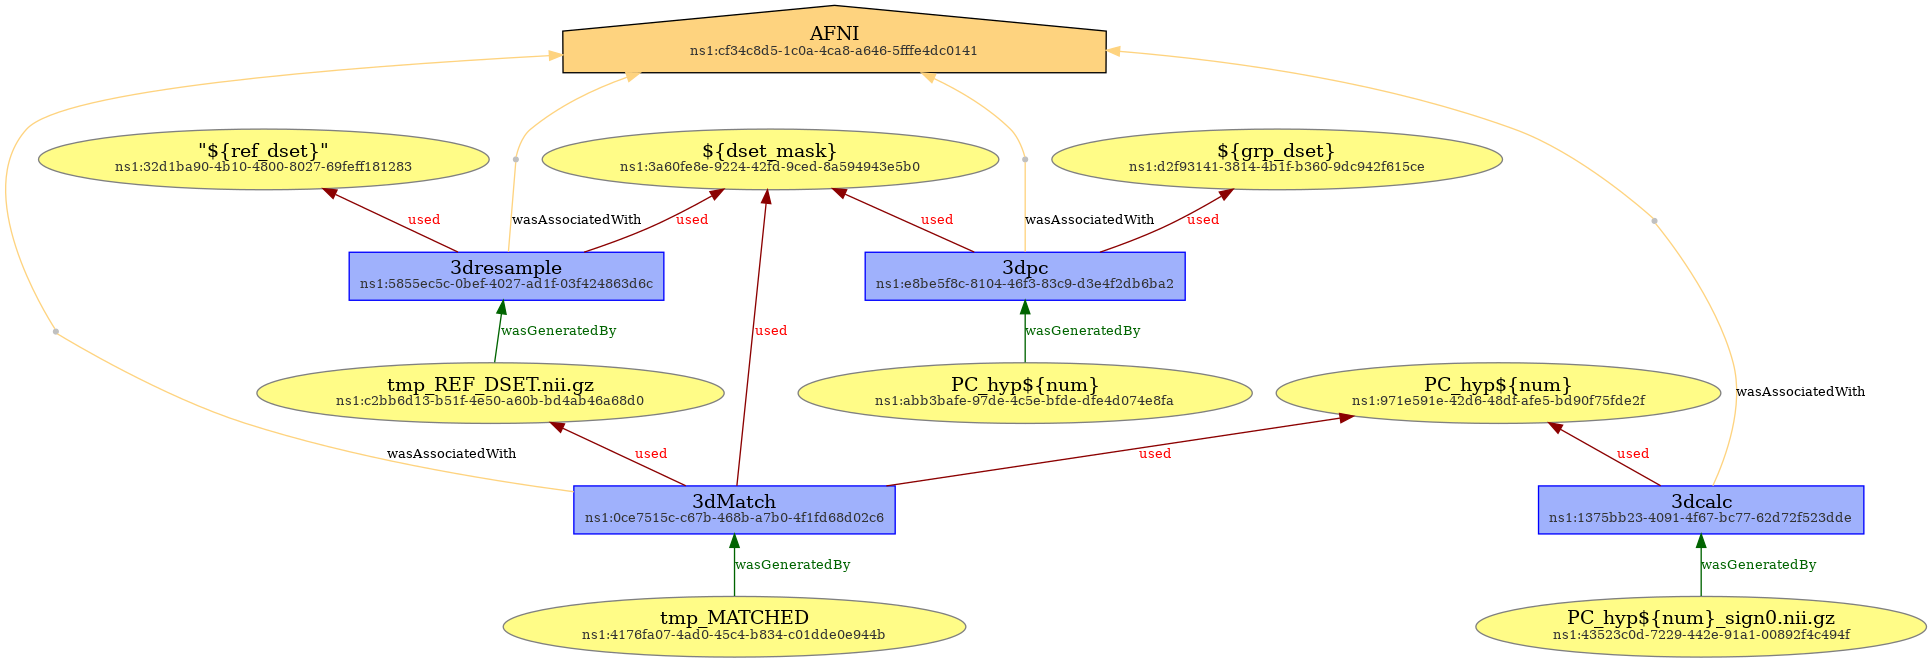 AFNI
ns1:cf34c8d5-1c0a-4ca8-a646-5fffe4dc0141
"${ref_dset}"
ns1:32d1ba90-4b10-4800-8027-69feff181283
${dset_mask}
ns1:3a60fe8e-9224-42fd-9ced-8a594943e5b0
${grp_dset}
ns1:d2f93141-3814-4b1f-b360-9dc942f615ce
used
wasAssociatedWith
used
used
wasAssociatedWith
used
3dresample
ns1:5855ec5c-0bef-4027-ad1f-03f424863d6c
3dpc
ns1:e8be5f8c-8104-46f3-83c9-d3e4f2db6ba2
wasGeneratedBy
used
wasGeneratedBy
tmp_REF_DSET.nii.gz
ns1:c2bb6d13-b51f-4e50-a60b-bd4ab46a68d0
PC_hyp${num}
ns1:abb3bafe-97de-4c5e-bfde-dfe4d074e8fa
PC_hyp${num}
ns1:971e591e-42d6-48df-afe5-bd90f75fde2f
wasAssociatedWith
wasAssociatedWith
used
used
used
3dMatch
ns1:0ce7515c-c67b-468b-a7b0-4f1fd68d02c6
3dcalc
ns1:1375bb23-4091-4f67-bc77-62d72f523dde
wasGeneratedBy
wasGeneratedBy
tmp_MATCHED
ns1:4176fa07-4ad0-45c4-b834-c01dde0e944b
PC_hyp${num}_sign0.nii.gz
ns1:43523c0d-7229-442e-91a1-00892f4c494f